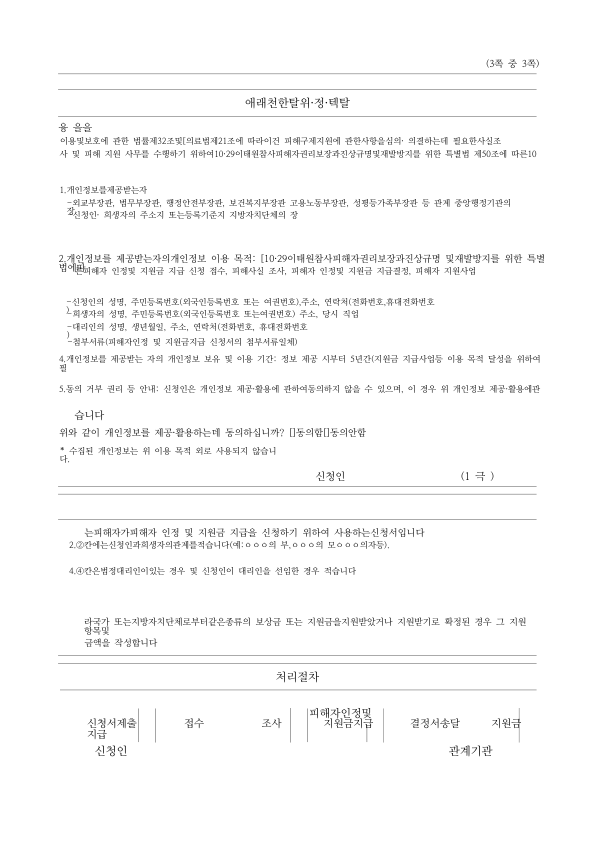 (3쪽 중 3쪽)
애래천한탈위·정·텍탈
용 을을
이용및보호에 관한 법률제32조및[의료법제21조에 따라이건 피해구제지원에 관한사항을심의· 의결하는데 필요한사실조
사 및 피해 지원 사무를 수행하기 위하여10·29이태원참사피해자권리보장과진상규명및재발방지를 위한 특별법 제50조에 따른10
1.개인정보를제공받는자
-외교부장관, 법무부장관, 행정안전부장관, 보건복지부장관 고용노동부장관, 성평등가족부장관 등 관계 중앙행정기관의
장
-신청인· 희생자의 주소지 또는등록기준지 지방자치단체의 장
2.개인정보를 제공받는자의개인정보 이용 목적: [10·29이태원참사피해자권리보장과진상규명 및재발방지를 위한 특별
는피해자 인정및 지원금 지급 신청 접수, 피해사실 조사, 피해자 인정및 지원금 지급결정, 피해자 지원사업
-신청인의 성명, 주민등록번호(외국인등록번호 또는 여권번호),주소, 연락처(전화번호,휴대전화번호
)
-희생자의 성명, 주민등록번호(외국인등록번호 또는여권번호) 주소, 당시 직업
-대리인의 성명, 생년월일, 주소, 연락처(전화번호, 휴대전화번호
)
-첨부서류(피해자인정 및 지원금지급 신청서의 첨부서류일체)
4.개인정보를 제공받는 자의 개인정보 보유 및 이용 기간: 정보 제공 시부터 5년간(지원금 지급사업등 이용 목적 달성을 위하여
필
5.동의 거부 권리 등 안내: 신청인은 개인정보 제공·활용에 관하여동의하지 않을 수 있으며, 이 경우 위 개인정보 제공·활용에관
습니다
위와 같이 개인정보를 제공·활용하는데 동의하십니까? []동의함[]동의안함
* 수집된 개인정보는 위 이용 목적 외로 사용되지 않습니
다.
신청인 (1 극 )
는피해자가피해자 인정 및 지원금 지급을 신청하기 위하여 사용하는신청서입니다
2.②칸에는신청인과희생자의관계를적습니다(예:ㅇㅇㅇ의 부,ㅇㅇㅇ의 모ㅇㅇㅇ의자등).
4.④칸은법정대리인이있는 경우 및 신청인이 대리인을 선임한 경우 적습니다
라국가 또는지방자치단체로부터같은종류의 보상금 또는 지원금을지원받았거나 지원받기로 확정된 경우 그 지원
항목및
금액을 작성합니다
처리절차
신청서제출 접수 조사 피해자인정및 지원금지급 결정서송달 지원금
지급
신청인 관계기관